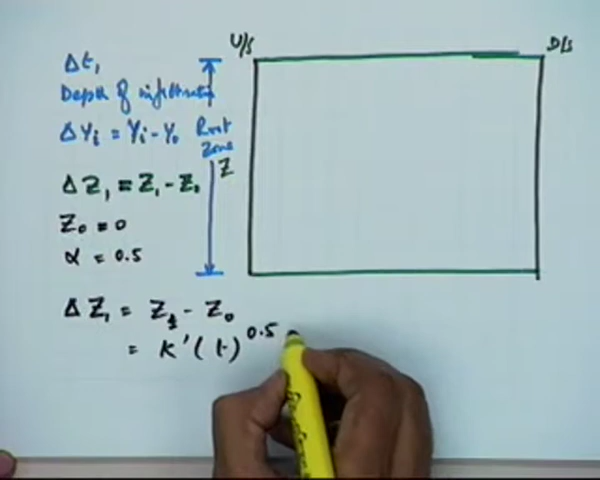 U/S D/S
Δt₁
Depth of infiltration
ΔYᵢ = Yᵢ - Y₀ Root Zone
Z
ΔZ₁ = Z₁ - Z₀
Z₀ = 0
α = 0.5
ΔZ₁ = Z₁ - Z₀
= K'(t)^0.5